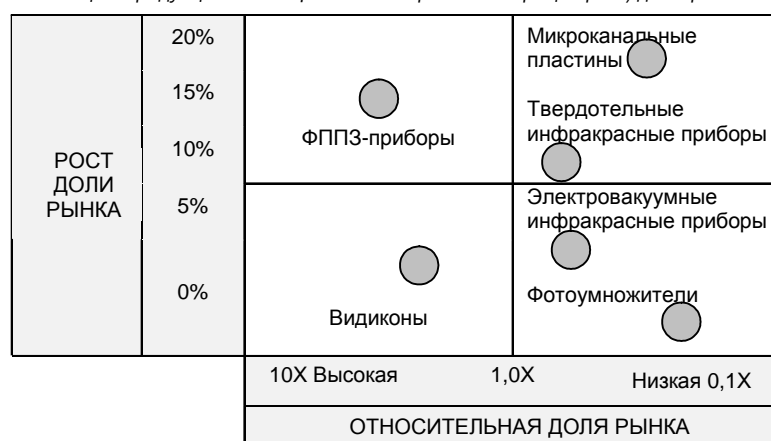 20%
Микроканальные
пластины
15%
Твердотельные
инфракрасные приборы
ФППЗ-приборы
10%
РОСТ
ДОЛИ
РЫНКА
5%
Электровакуумные
инфракрасные приборы
0%
Фотоумножители
Видиконы
10X Высокая 1,0X Низкая 0,1X
ОТНОСИТЕЛЬНАЯ ДОЛЯ РЫНКА